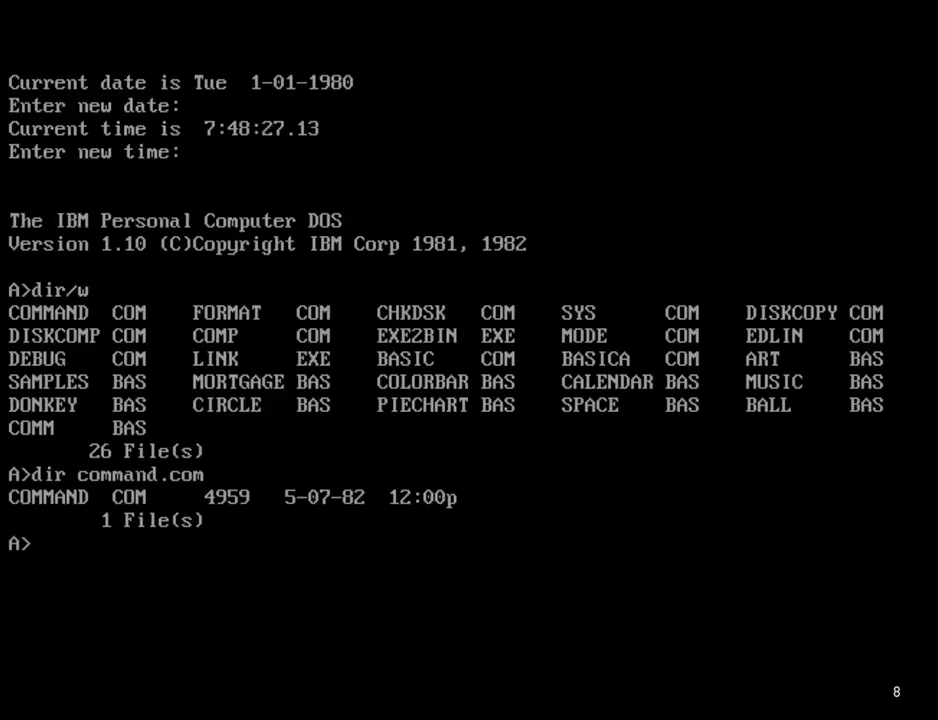 Current date is Tue  1-01-1980
Enter new date:
Current time is  7:48:27.13
Enter new time:
The IBM Personal Computer DOS
Version 1.10 (C)Copyright IBM Corp 1981, 1982
A>dir/w
COMMAND  COM    FORMAT   COM    CHKDSK   COM    SYS      COM    DISKCOPY COM
DISKCOMP COM    COMP     COM    EXE2BIN  EXE    MODE     COM    EDLIN    COM
DEBUG    COM    LINK     EXE    BASIC    COM    BASICA   COM    ART      BAS
SAMPLES  BAS    MORTGAGE BAS    COLORBAR BAS    CALENDAR BAS    MUSIC    BAS
DONKEY   BAS    CIRCLE   BAS    PIECHART BAS    SPACE    BAS    BALL     BAS
COMM     BAS
26 File(s)
A>dir command.com
COMMAND  COM     4959   5-07-82  12:00p
1 File(s)
A>
8